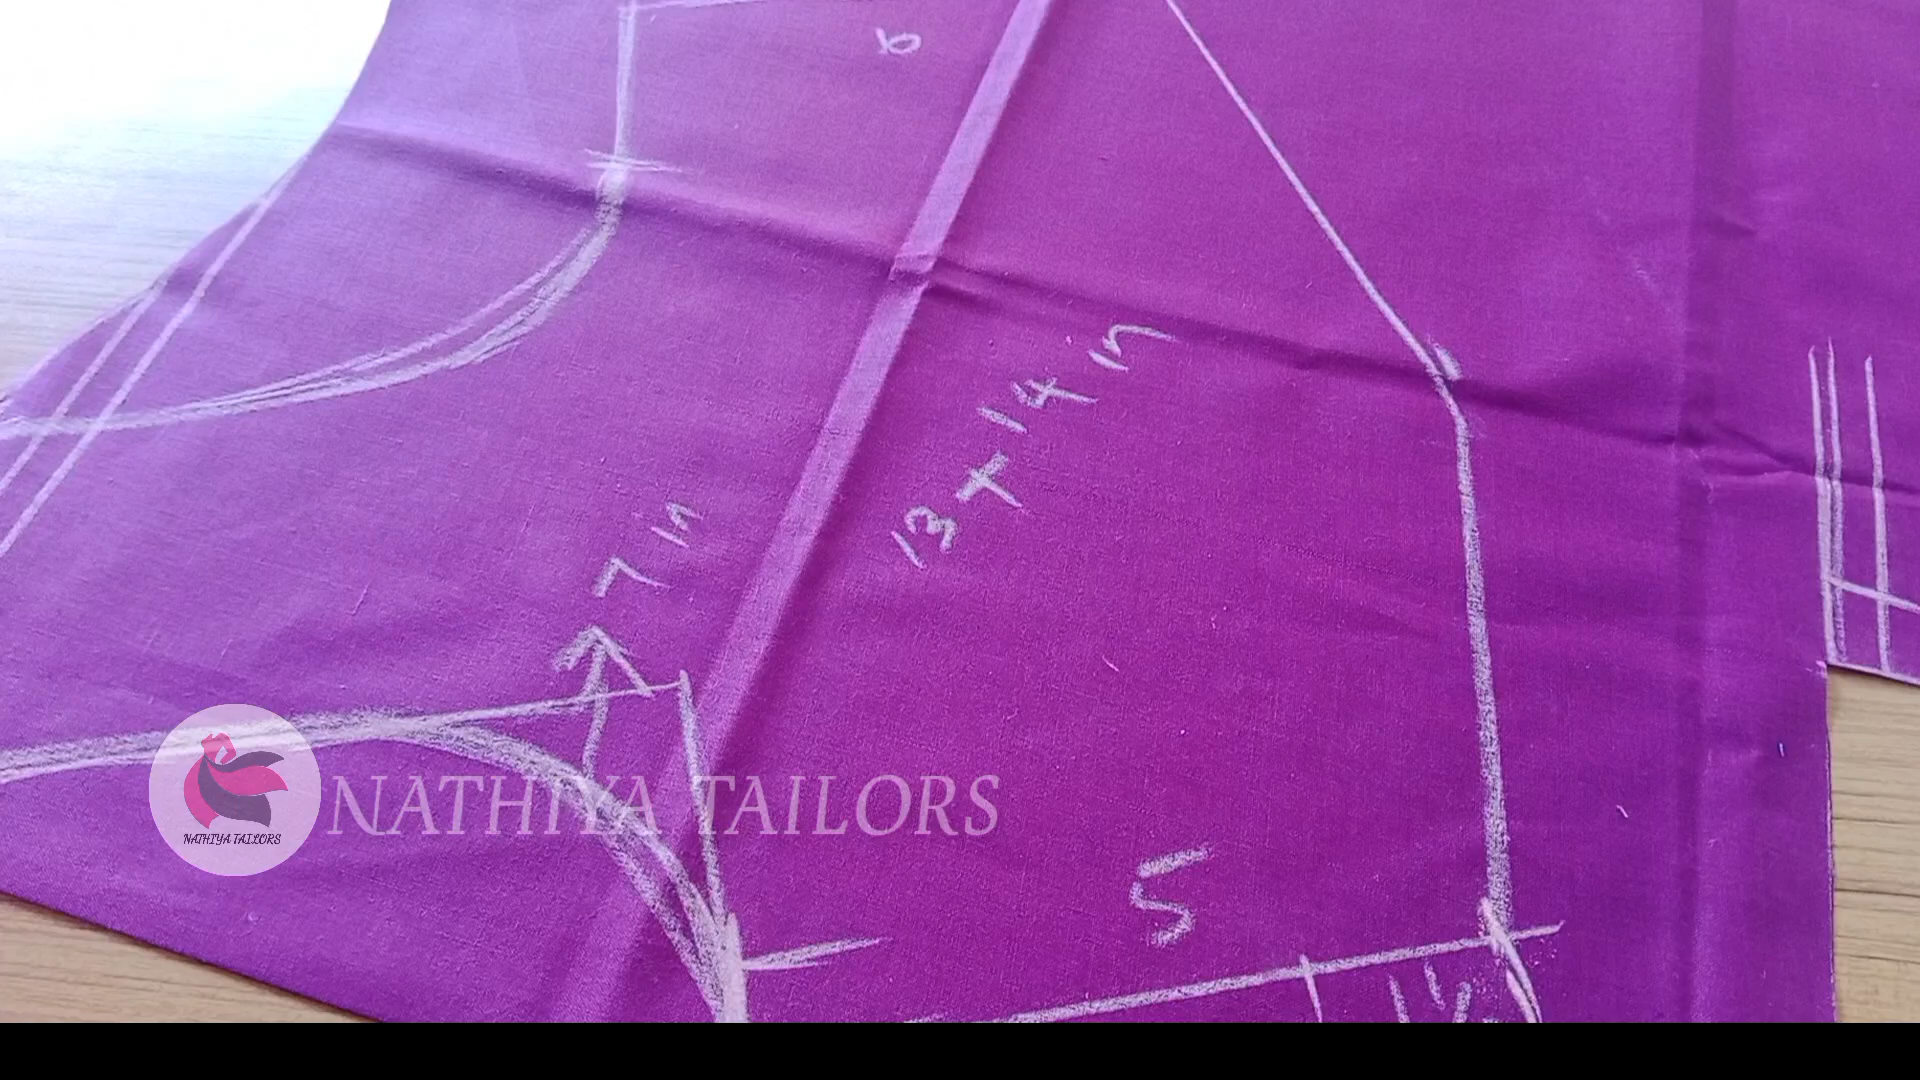 6
13 + 14 in
7 in
NATHIYA TAILORS
NATHIYA TAILORS
5